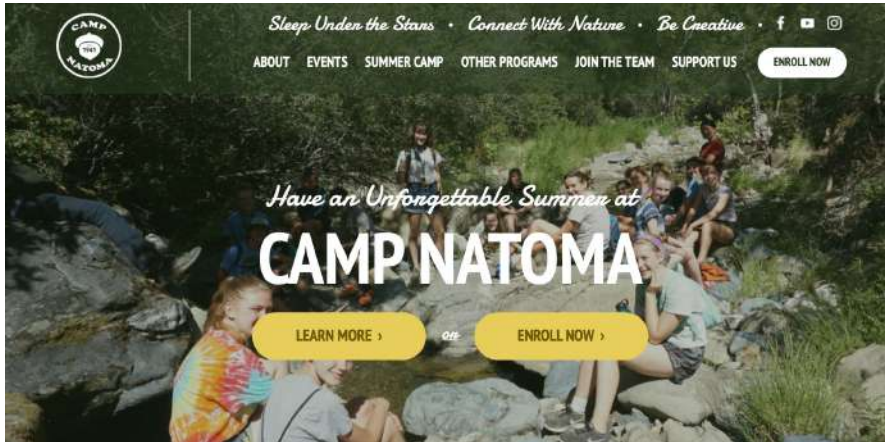 CAMP
1941
NATOMA
Sleep Under the Stars · Connect With Nature · Be Creative ·
ABOUT EVENTS SUMMER CAMP OTHER PROGRAMS JOIN THE TEAM SUPPORT US ENROLL NOW
Have an Unforgettable Summer at
CAMP NATOMA
LEARN MORE › or ENROLL NOW ›